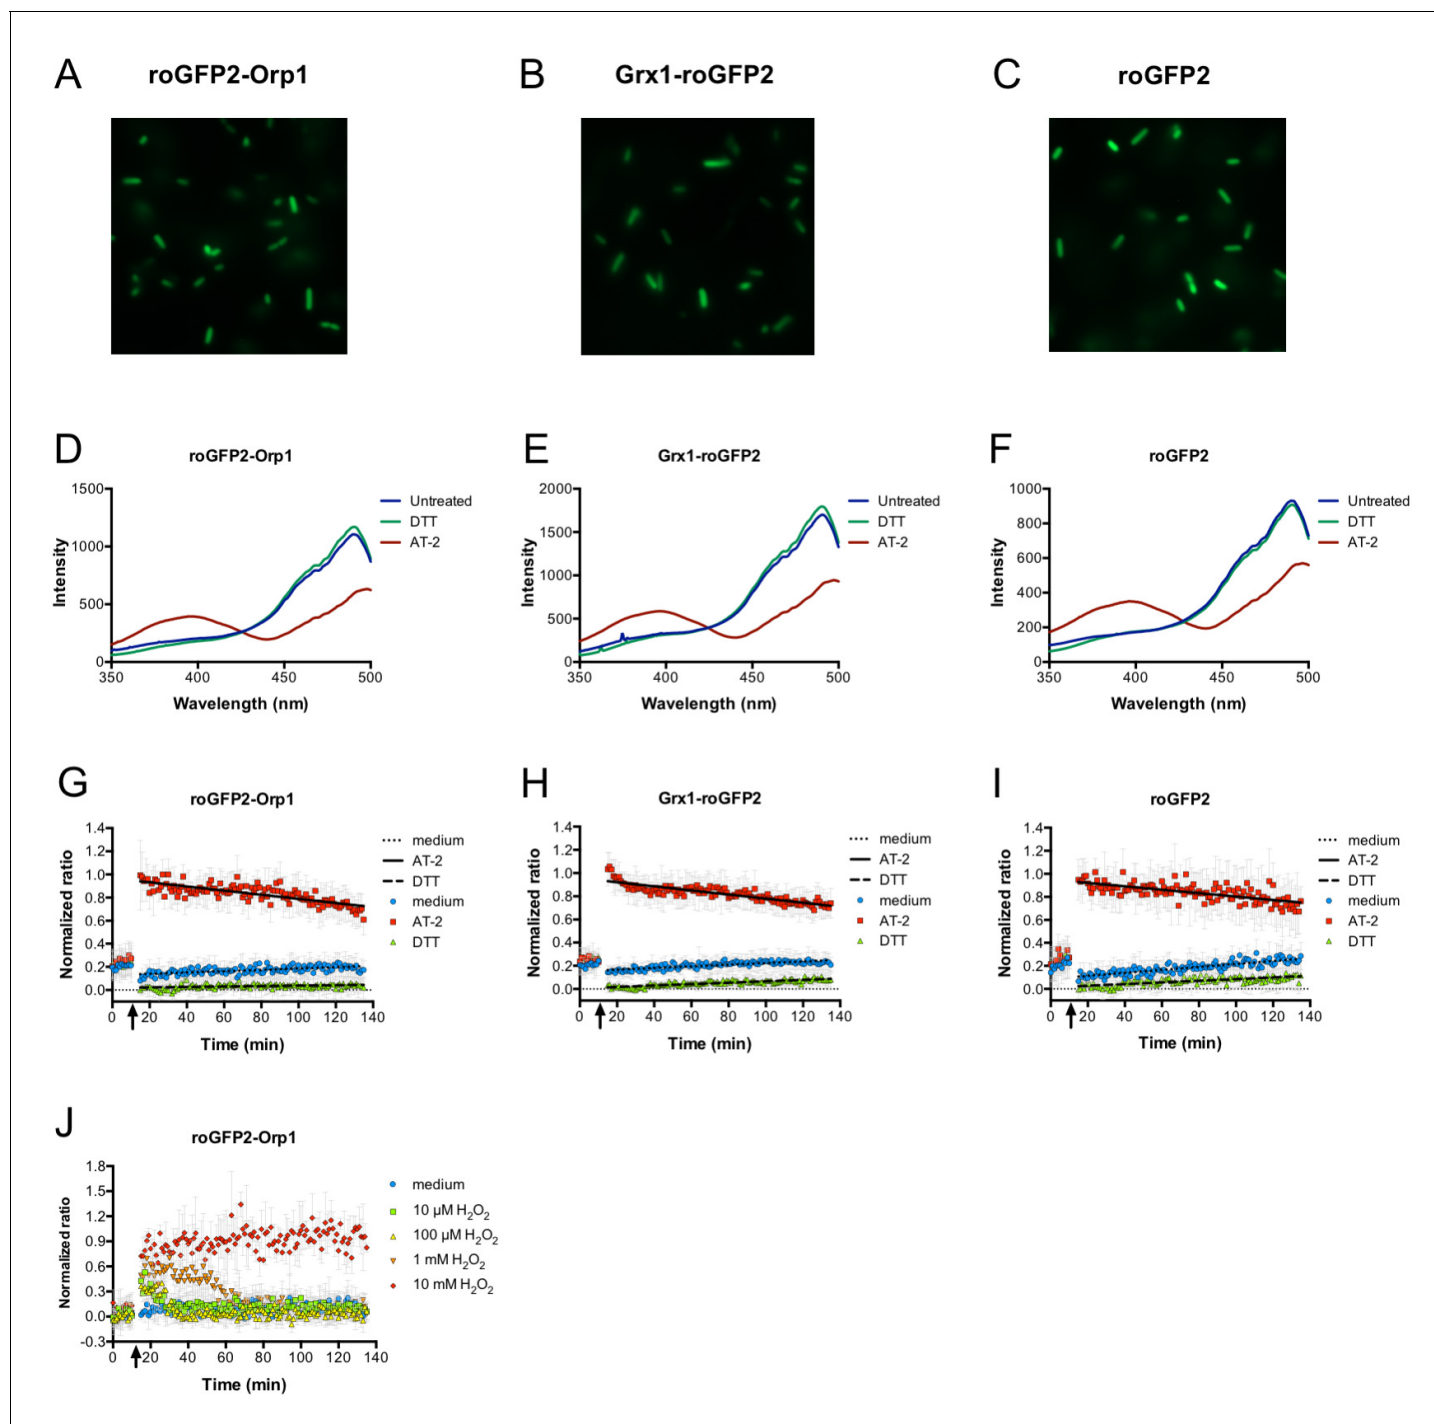 A roGFP2-Orp1 B Grx1-roGFP2 C roGFP2
D roGFP2-Orp1
Intensity
1500
1000
500
0
350 400 450 500
Wavelength (nm)
Untreated
DTT
AT-2
E Grx1-roGFP2
Intensity
2000
1500
1000
500
0
350 400 450 500
Wavelength (nm)
Untreated
DTT
AT-2
F roGFP2
Intensity
1000
800
600
400
200
0
350 400 450 500
Wavelength (nm)
Untreated
DTT
AT-2
G roGFP2-Orp1
Normalized ratio
1.4
1.2
1.0
0.8
0.6
0.4
0.2
0.0
0 20 40 60 80 100 120 140
Time (min)
medium
AT-2
DTT
medium
AT-2
DTT
H Grx1-roGFP2
Normalized ratio
1.4
1.2
1.0
0.8
0.6
0.4
0.2
0.0
0 20 40 60 80 100 120 140
Time (min)
medium
AT-2
DTT
medium
AT-2
DTT
I roGFP2
Normalized ratio
1.4
1.2
1.0
0.8
0.6
0.4
0.2
0.0
0 20 40 60 80 100 120 140
Time (min)
medium
AT-2
DTT
medium
AT-2
DTT
J roGFP2-Orp1
Normalized ratio
1.8
1.5
1.2
0.9
0.6
0.3
0.0
-0.3
0 20 40 60 80 100 120 140
Time (min)
medium
10 µM H₂O₂
100 µM H₂O₂
1 mM H₂O₂
10 mM H₂O₂